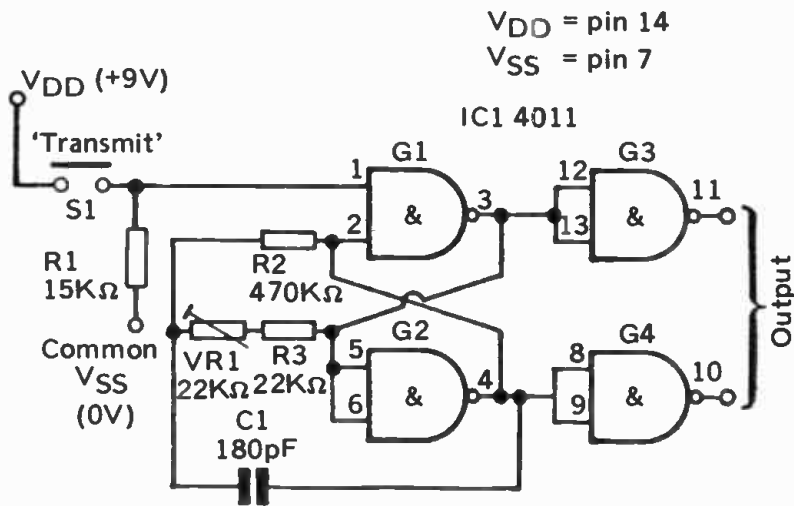 VDD = pin 14
VSS = pin 7
VDD (+9V)
IC1 4011
'Transmit'
S1
R1
15KΩ
Common
VSS
(0V)
1
2
G1
&
3
R2
470KΩ
12
13
G3
&
11
VR1
22KΩ
R3
22KΩ
5
6
G2
&
4
8
9
G4
&
10
C1
180pF
Output